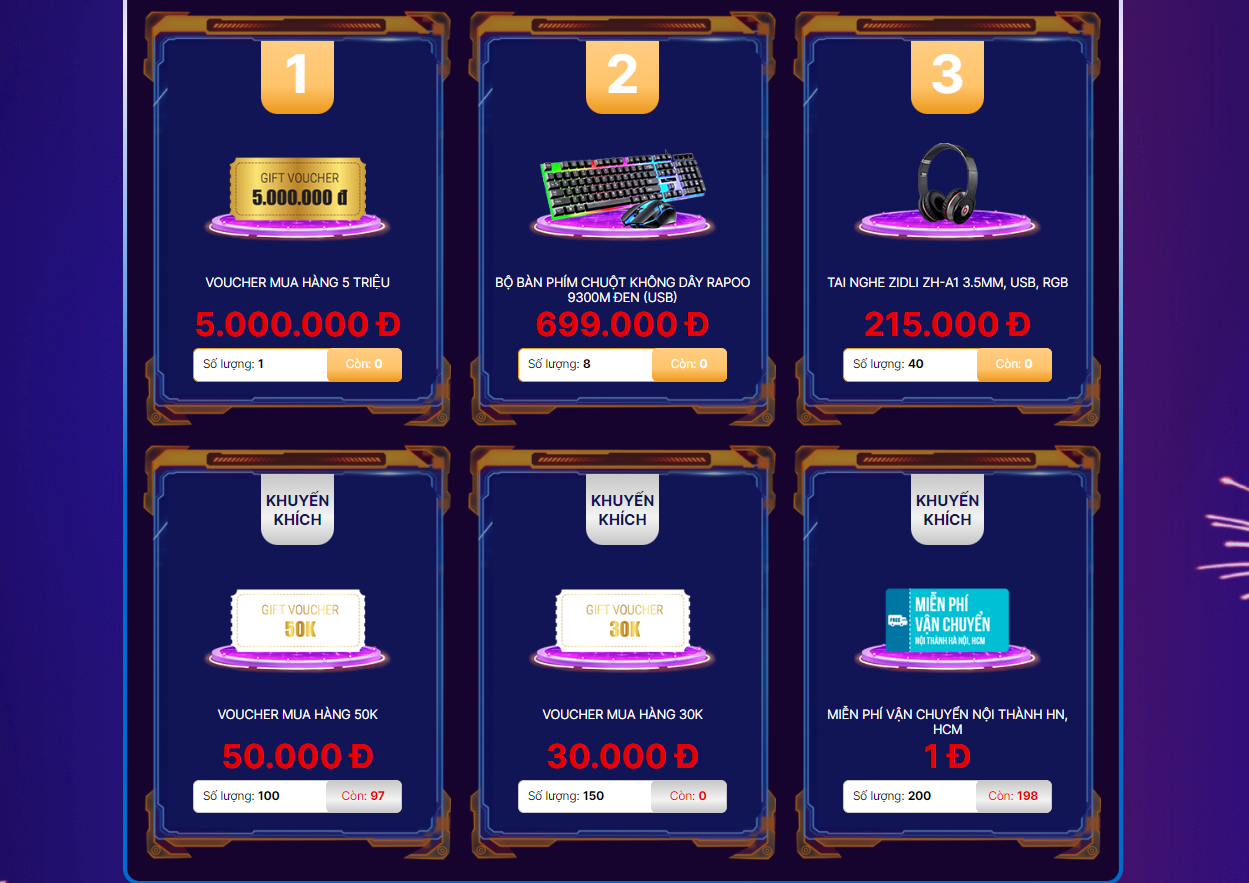 1
GIFT VOUCHER
5.000.000 đ
VOUCHER MUA HÀNG 5 TRIỆU
5.000.000 Đ
Số lượng: 1
Còn: 0
2
BỘ BÀN PHÍM CHUỘT KHÔNG DÂY RAPOO
9300M ĐEN (USB)
699.000 Đ
Số lượng: 8
Còn: 0
3
TAI NGHE ZIDLI ZH-A1 3.5MM, USB, RGB
215.000 Đ
Số lượng: 40
Còn: 0
KHUYẾN
KHÍCH
GIFT VOUCHER
50K
VOUCHER MUA HÀNG 50K
50.000 Đ
Số lượng: 100
Còn: 97
KHUYẾN
KHÍCH
GIFT VOUCHER
30K
VOUCHER MUA HÀNG 30K
30.000 Đ
Số lượng: 150
Còn: 0
KHUYẾN
KHÍCH
FREE
MIỄN PHÍ
VẬN CHUYỂN
NỘI THÀNH HÀ NỘI, HCM
MIỄN PHÍ VẬN CHUYỂN NỘI THÀNH HN,
HCM
1 Đ
Số lượng: 200
Còn: 198